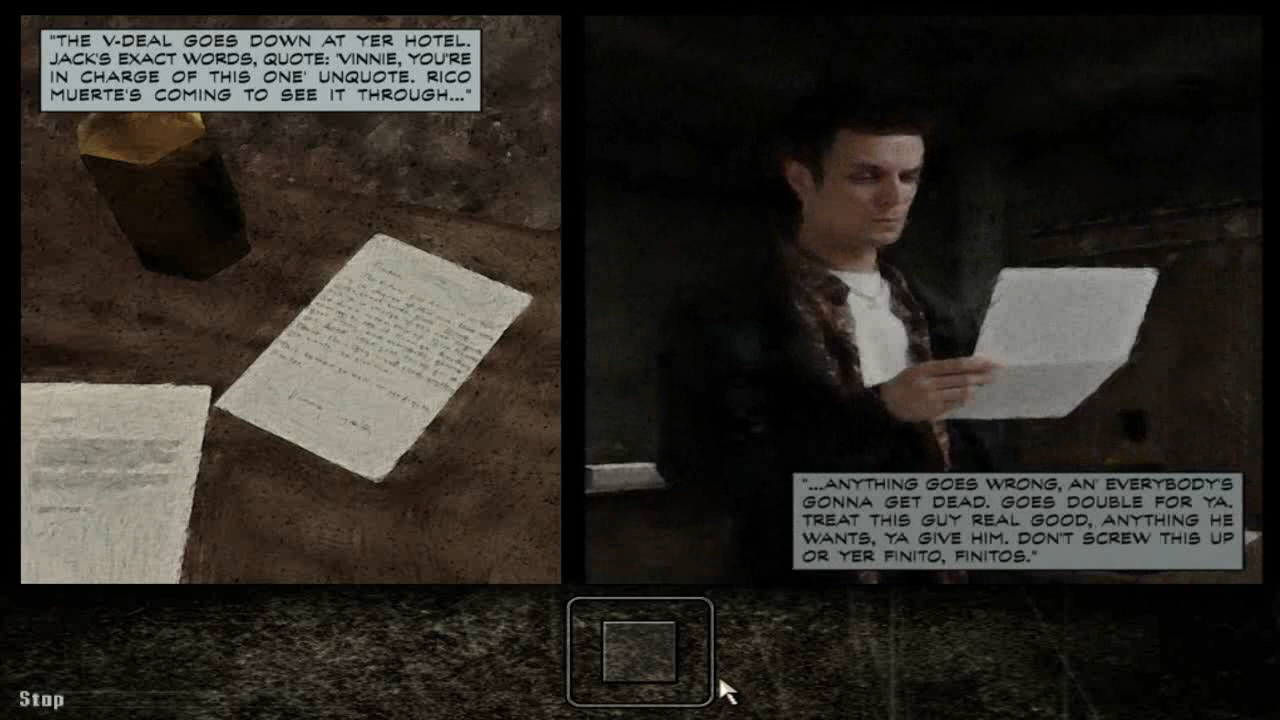 "THE V-DEAL GOES DOWN AT YER HOTEL.
JACK'S EXACT WORDS, QUOTE: 'VINNIE, YOU'RE
IN CHARGE OF THIS ONE' UNQUOTE. RICO
MUERTE'S COMING TO SEE IT THROUGH..."
"...ANYTHING GOES WRONG, AN' EVERYBODY'S
GONNA GET DEAD. GOES DOUBLE FOR YA.
TREAT THIS GUY REAL GOOD, ANYTHING HE
WANTS, YA GIVE HIM. DON'T SCREW THIS UP
OR YER FINITO, FINITOS."
Stop